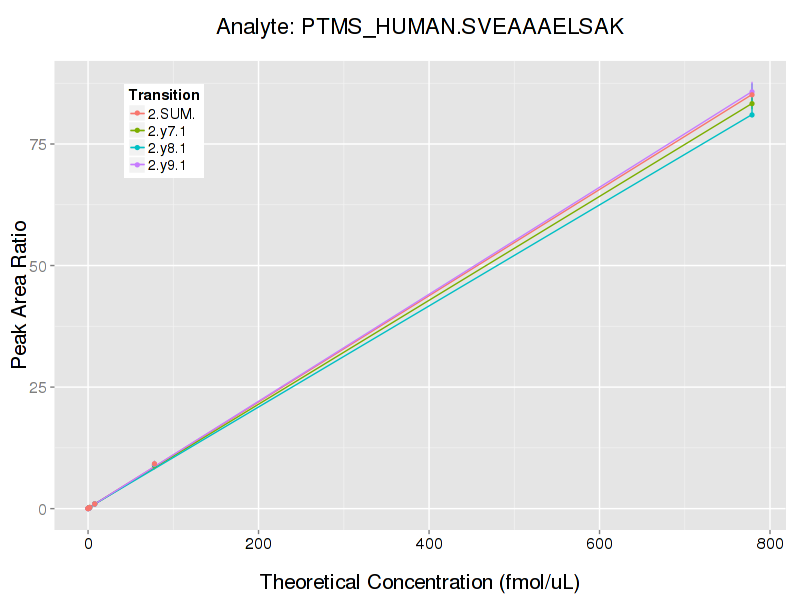 Analyte: PTMS_HUMAN.SVEAAAELSAK
Transition
2.SUM.
2.y7.1
2.y8.1
2.y9.1
Peak Area Ratio
75
50
25
0
0 200 400 600 800
Theoretical Concentration (fmol/uL)